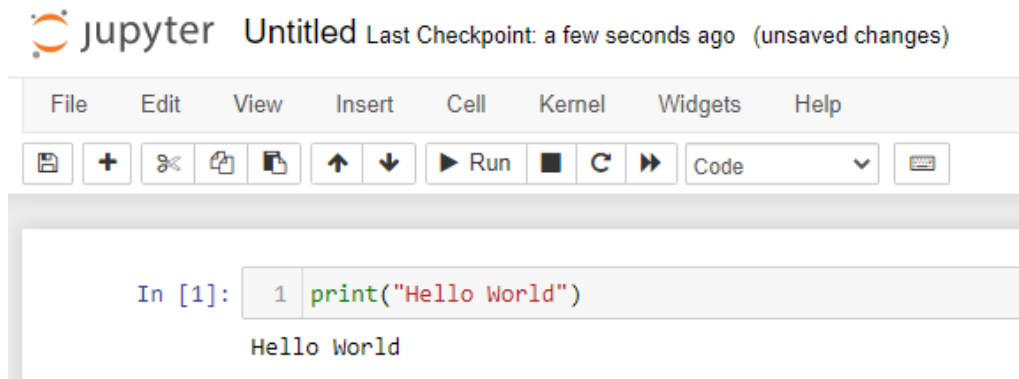 jupyter Untitled Last Checkpoint: a few seconds ago (unsaved changes)
File Edit View Insert Cell Kernel Widgets Help
Run Code
In [1]: 1 print("Hello World")
Hello World